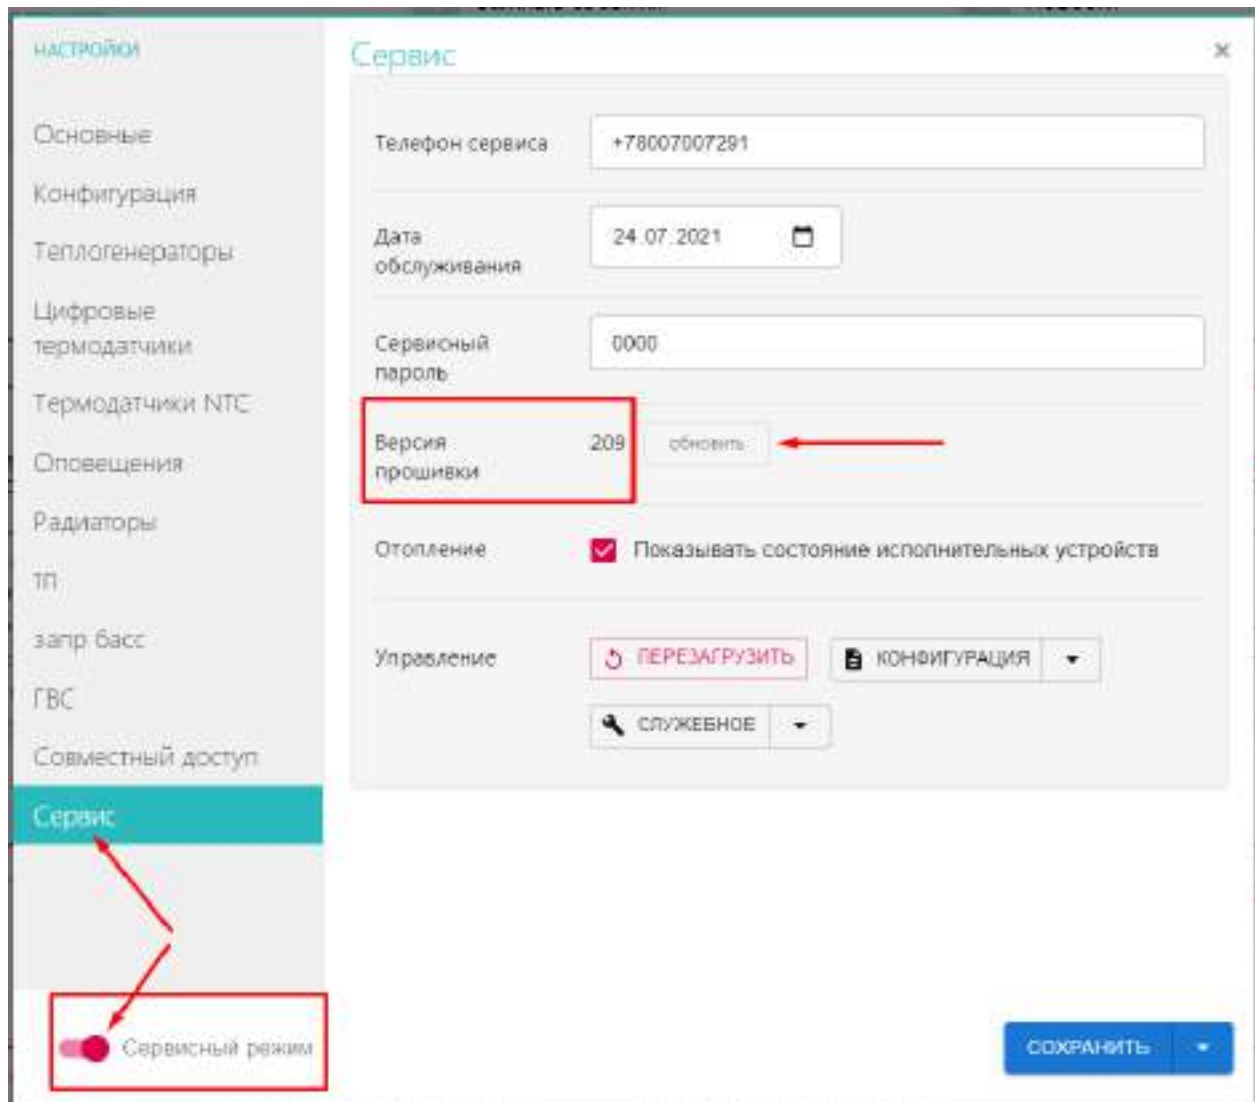 НАСТРОЙКИ
Сервис
Основные
Конфигурация
Теплогенераторы
Цифровые
термодатчики
Термодатчики NTC
Оповещения
Радиаторы
ТП
запр басс
ГВС
Совместный доступ
Сервис
Сервисный режим
Телефон сервиса
+78007007291
Дата
обслуживания
24.07.2021
Сервисный
пароль
0000
Версия
прошивки
209
обновить
Отопление
Показывать состояние исполнительных устройств
Управление
ПЕРЕЗАГРУЗИТЬ
КОНФИГУРАЦИЯ
СЛУЖЕБНОЕ
СОХРАНИТЬ